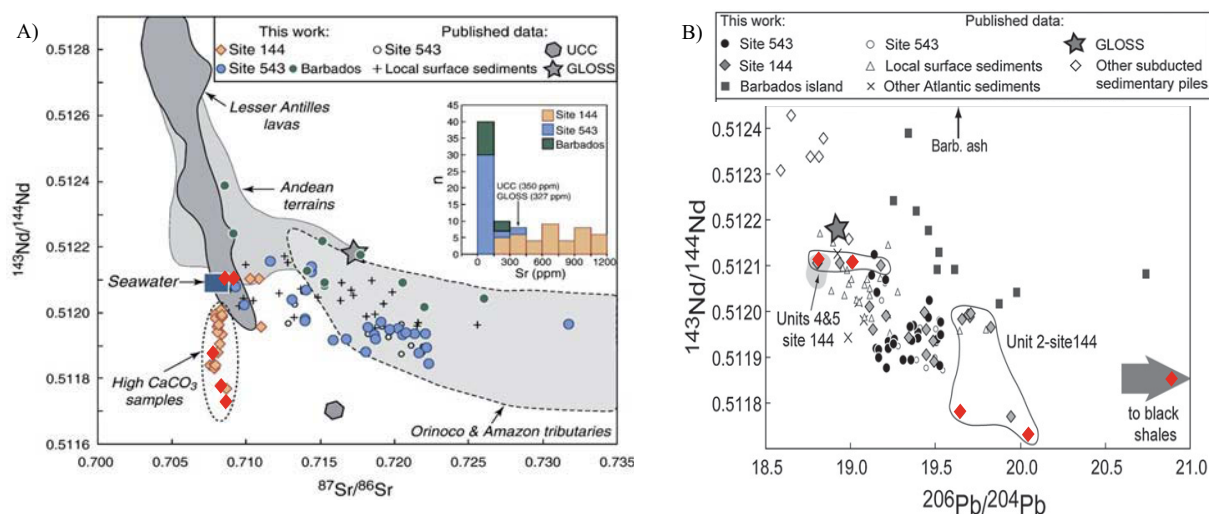 A)
This work:
Published data:
Site 144
Site 543
UCC
Site 543
Barbados
Local surface sediments
GLOSS
Lesser Antilles
lavas
Andean
terrains
Seawater
High CaCO3
samples
Orinoco & Amazon tributaries
45
40
35
30
25
20
15
10
5
0
n
Site 144
Site 543
Barbados
UCC (350 ppm)
GLOSS (327 ppm)
0
300
600
900
1200
Sr (ppm)
143Nd/144Nd
0.5128
0.5126
0.5124
0.5122
0.5120
0.5118
0.5116
0.700
0.705
0.710
0.715
0.720
0.725
0.730
0.735
87Sr/86Sr
B)
This work:
Published data:
Site 543
Site 543
GLOSS
Site 144
Local surface sediments
Other subducted
sedimentary piles
Barbados island
Other Atlantic sediments
Barb. ash
Units 4&5
site 144
Unit 2-site144
to black
shales
143Nd/144Nd
0.5124
0.5123
0.5122
0.5121
0.5120
0.5119
0.5118
18.5
19.0
19.5
20.0
20.5
21.0
206Pb/204Pb